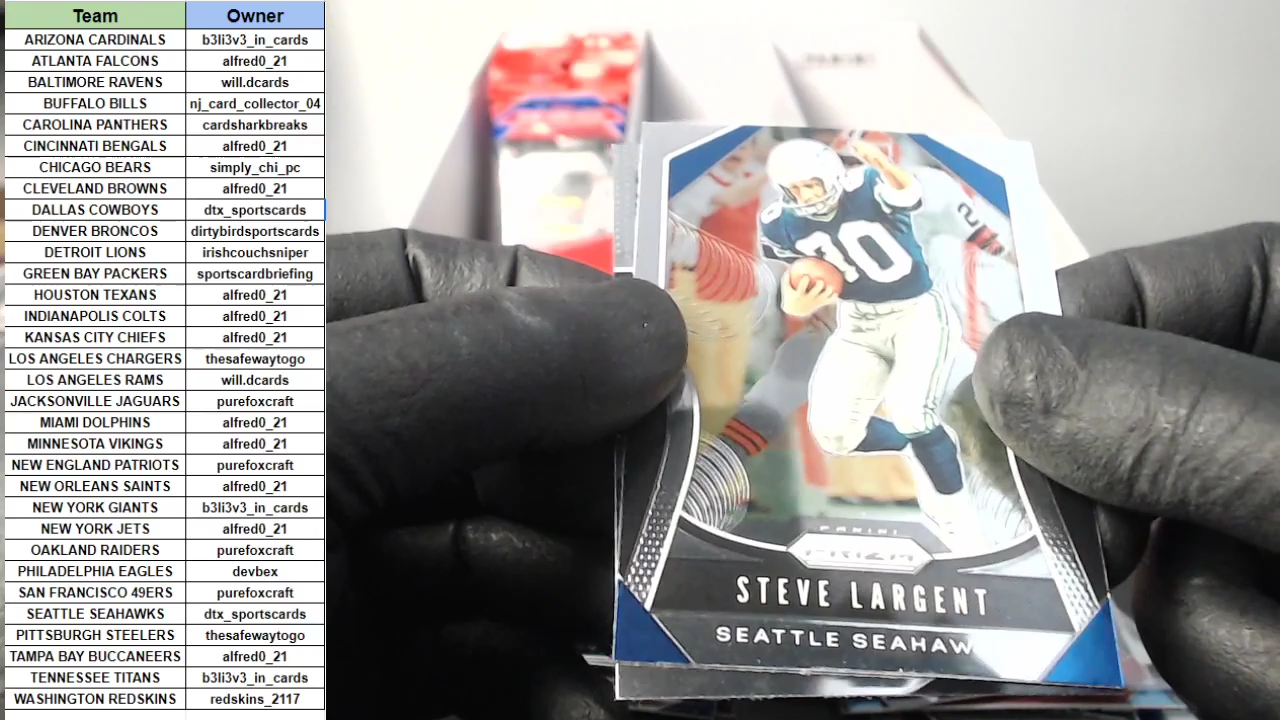 Team Owner
ARIZONA CARDINALS b3li3v3_in_cards
ATLANTA FALCONS alfred0_21
BALTIMORE RAVENS will.dcards
BUFFALO BILLS nj_card_collector_04
CAROLINA PANTHERS cardsharkbreaks
CINCINNATI BENGALS alfred0_21
CHICAGO BEARS simply_chi_pc
CLEVELAND BROWNS alfred0_21
DALLAS COWBOYS dtx_sportscards
DENVER BRONCOS dirtybirdsportscards
DETROIT LIONS irishcouchsniper
GREEN BAY PACKERS sportscardbriefing
HOUSTON TEXANS alfred0_21
INDIANAPOLIS COLTS alfred0_21
KANSAS CITY CHIEFS alfred0_21
LOS ANGELES CHARGERS thesafewaytogo
LOS ANGELES RAMS will.dcards
JACKSONVILLE JAGUARS purefoxcraft
MIAMI DOLPHINS alfred0_21
MINNESOTA VIKINGS alfred0_21
NEW ENGLAND PATRIOTS purefoxcraft
NEW ORLEANS SAINTS alfred0_21
NEW YORK GIANTS b3li3v3_in_cards
NEW YORK JETS alfred0_21
OAKLAND RAIDERS purefoxcraft
PHILADELPHIA EAGLES devbex
SAN FRANCISCO 49ERS purefoxcraft
SEATTLE SEAHAWKS dtx_sportscards
PITTSBURGH STEELERS thesafewaytogo
TAMPA BAY BUCCANEERS alfred0_21
TENNESSEE TITANS b3li3v3_in_cards
WASHINGTON REDSKINS redskins_2117
PANINI
80
80
2
PANINI
PRIZM
STEVE LARGENT
SEATTLE SEAHAW